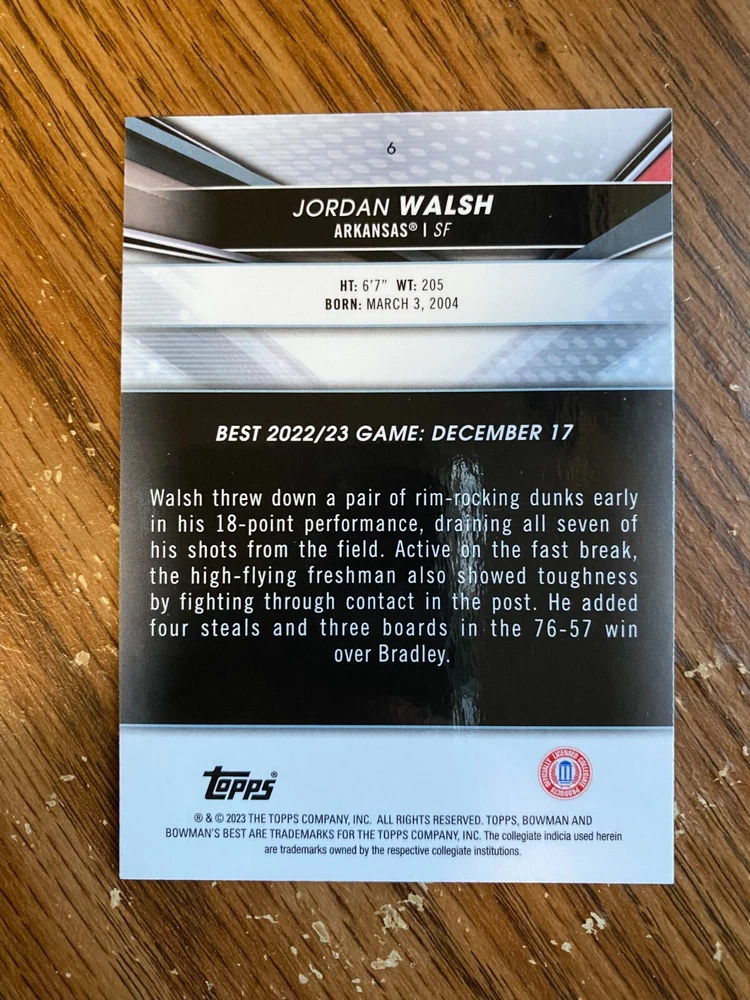 6
JORDAN WALSH
ARKANSAS® | SF
HT: 6'7" WT: 205
BORN: MARCH 3, 2004
BEST 2022/23 GAME: DECEMBER 17
Walsh threw down a pair of rim-rocking dunks early
in his 18-point performance, draining all seven of
his shots from the field. Active on the fast break,
the high-flying freshman also showed toughness
by fighting through contact in the post. He added
four steals and three boards in the 76-57 win
over Bradley.
topps®
OFFICIALLY LICENSED COLLEGIATE PRODUCTS
® & © 2023 THE TOPPS COMPANY, INC. ALL RIGHTS RESERVED. TOPPS, BOWMAN AND
BOWMAN'S BEST ARE TRADEMARKS FOR THE TOPPS COMPANY, INC. The collegiate indicia used herein
are trademarks owned by the respective collegiate institutions.